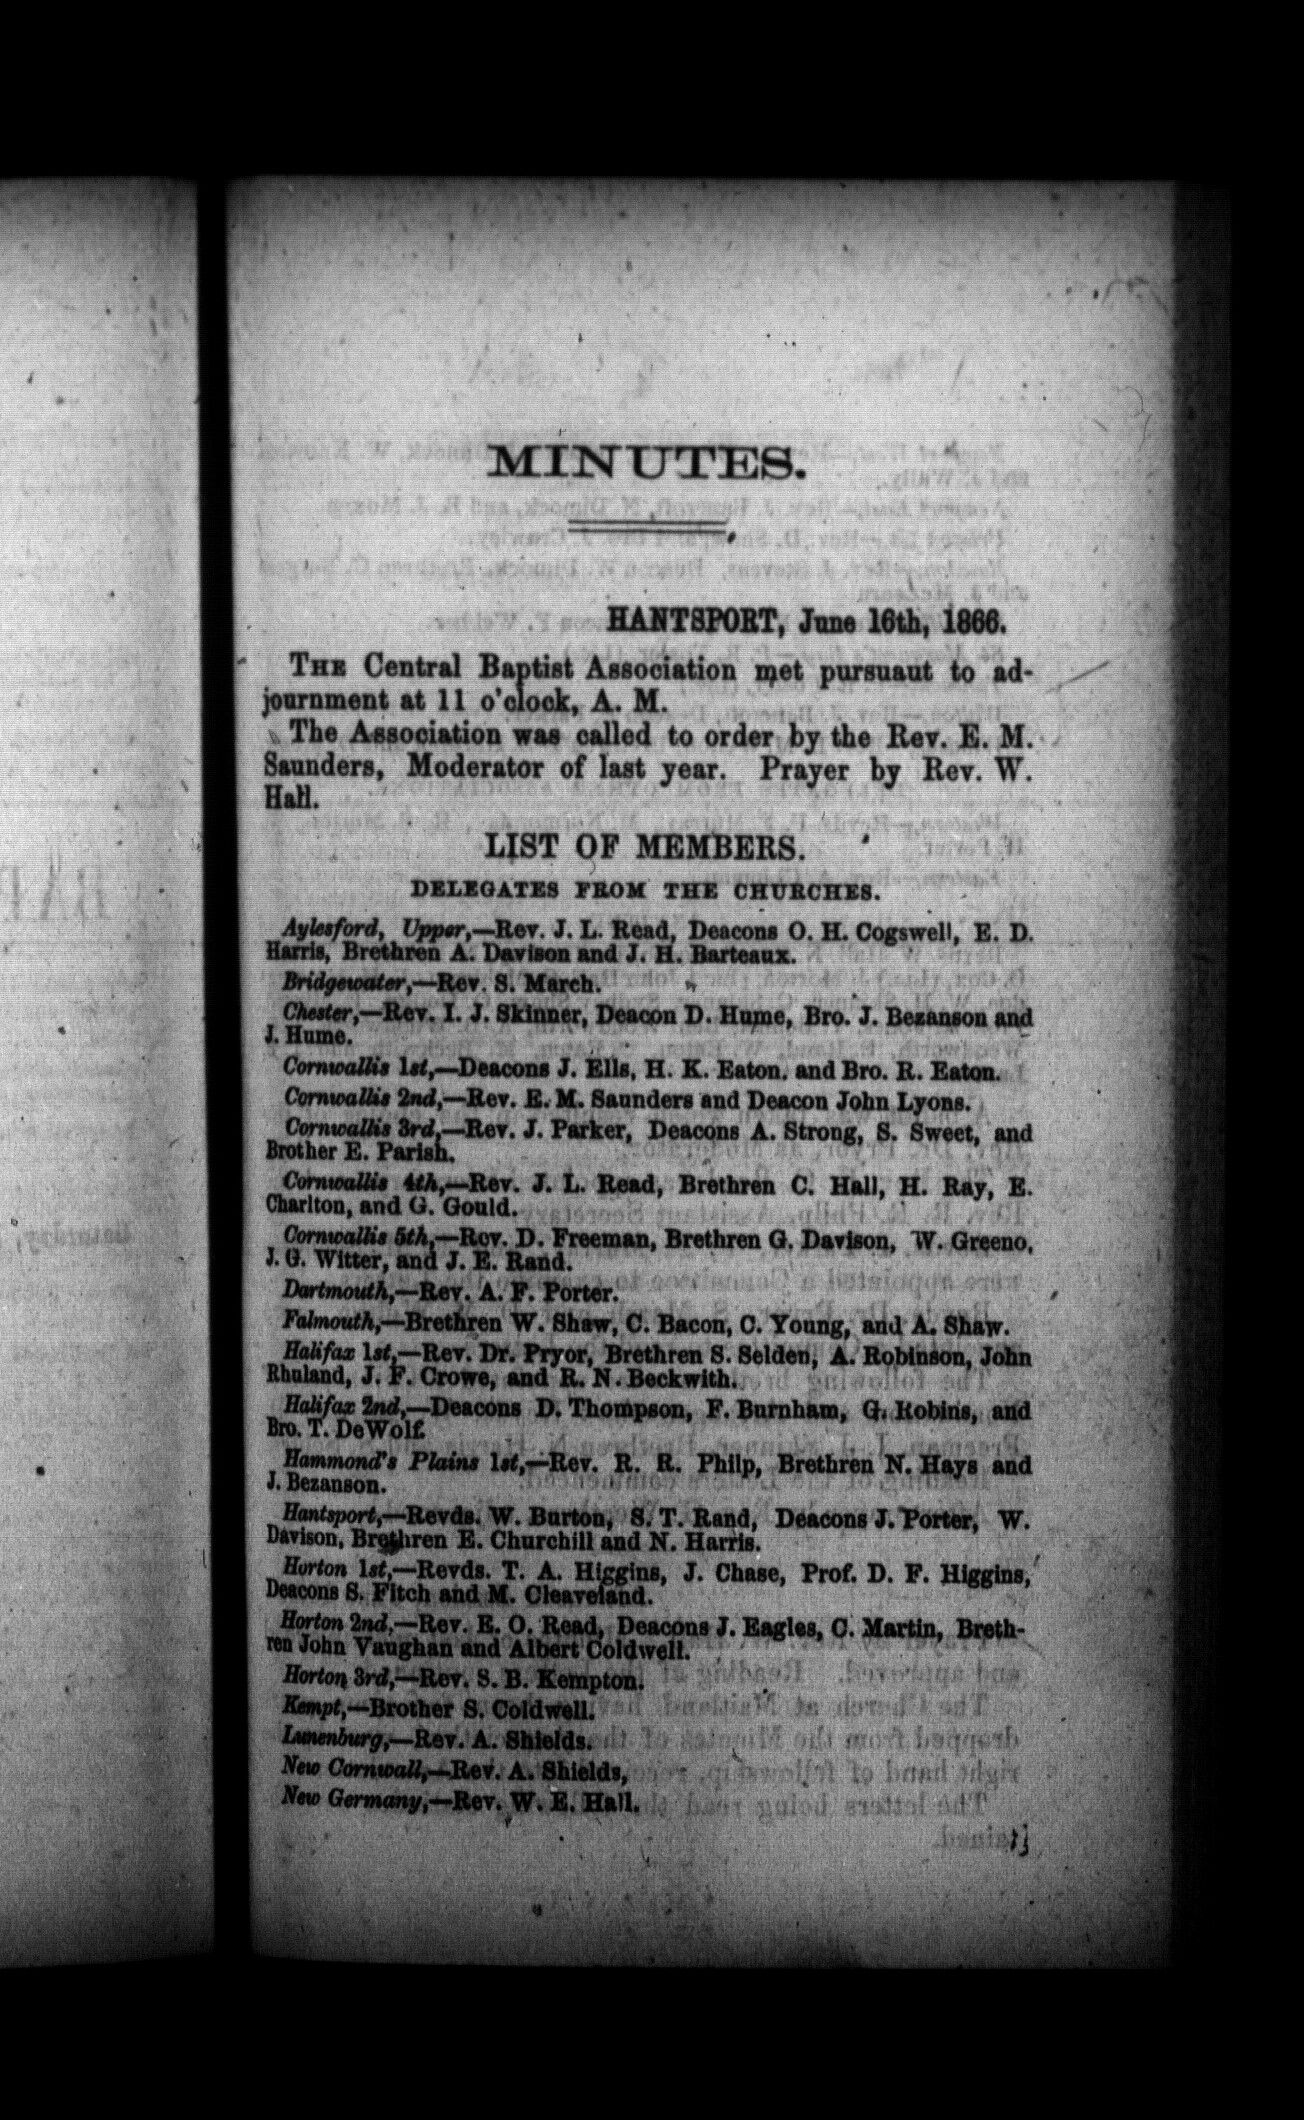 MINUTES.
HANTSPORT, June 16th, 1866.
THE Central Baptist Association met pursuaut to ad-
journment at 11 o'clock, A. M.
The Association was called to order by the Rev. E. M.
Saunders, Moderator of last year. Prayer by Rev. W.
Hall.
LIST OF MEMBERS.
DELEGATES FROM THE CHURCHES.
Aylesford, Upper,—Rev. J. L. Read, Deacons O. H. Cogswell, E. D.
Harris, Brethren A. Davison and J. H. Barteaux.
Bridgewater,—Rev. S. March.
Chester,—Rev. I. J. Skinner, Deacon D. Hume, Bro. J. Bezanson and
J. Hume.
Cornwallis 1st,—Deacons J. Ells, H. K. Eaton, and Bro. R. Eaton.
Cornwallis 2nd,—Rev. E. M. Saunders and Deacon John Lyons.
Cornwallis 3rd,—Rev. J. Parker, Deacons A. Strong, S. Sweet, and
Brother E. Parish.
Cornwallis 4th,—Rev. J. L. Read, Brethren C. Hall, H. Ray, E.
Charlton, and G. Gould.
Cornwallis 5th,—Rev. D. Freeman, Brethren G. Davison, W. Greeno,
J. G. Witter, and J. E. Rand.
Dartmouth,—Rev. A. F. Porter.
Falmouth,—Brethren W. Shaw, C. Bacon, C. Young, and A. Shaw.
Halifax 1st,—Rev. Dr. Pryor, Brethren S. Selden, A. Robinson, John
Rhuland, J. F. Crowe, and R. N. Beckwith.
Halifax 2nd,—Deacons D. Thompson, F. Burnham, G. Robins, and
Bro. T. DeWolf.
Hammond's Plains 1st,—Rev. R. R. Philp, Brethren N. Hays and
J. Bezanson.
Hantsport,—Revds. W. Burton, S. T. Rand, Deacons J. Porter, W.
Davison, Brethren E. Churchill and N. Harris.
Horton 1st,—Revds. T. A. Higgins, J. Chase, Prof. D. F. Higgins,
Deacons S. Fitch and M. Cleaveland.
Horton 2nd,—Rev. E. O. Read, Deacons J. Eagles, C. Martin, Breth-
ren John Vaughan and Albert Coldwell.
Horton 3rd,—Rev. S. B. Kempton.
Kempt,—Brother S. Coldwell.
Lunenburg,—Rev. A. Shields.
New Cornwall,—Rev. A. Shields,
New Germany,—Rev. W. E. Hall.